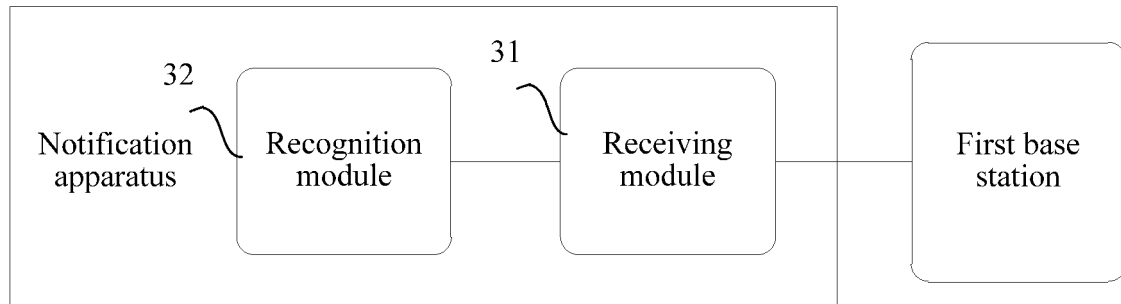 31
32
Notification
apparatus
Recognition
module
Receiving
module
First base
station